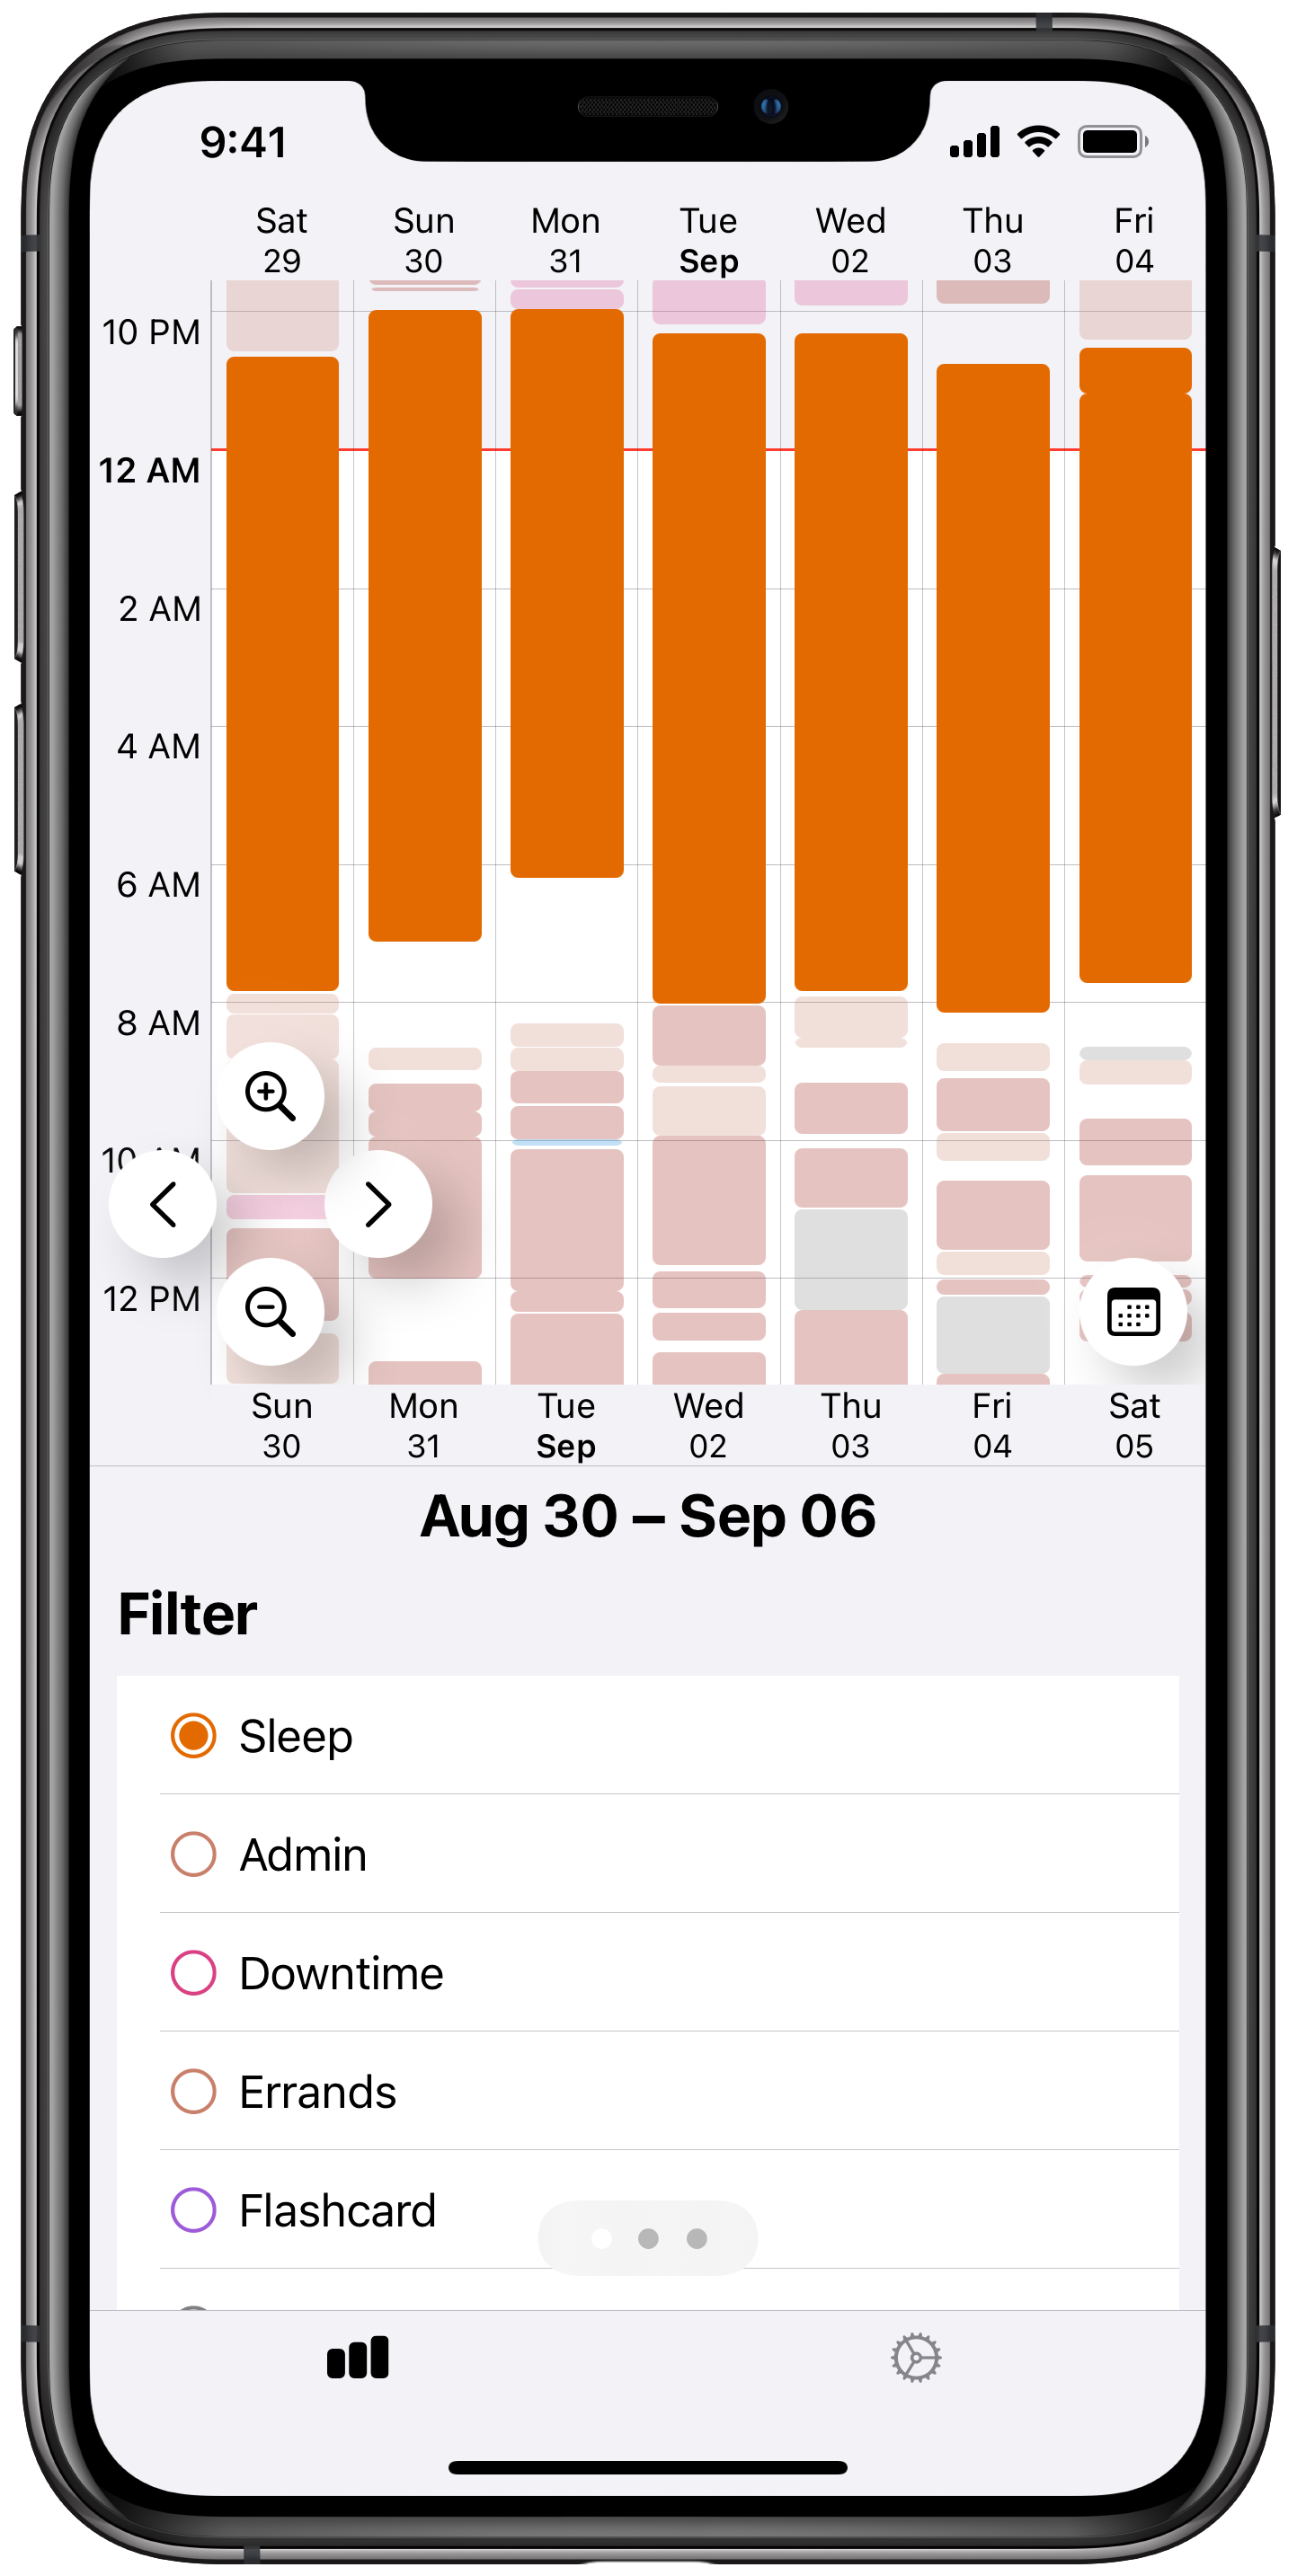 9:41
Sat Sun Mon Tue Wed Thu Fri
29 30 31 Sep 02 03 04
10 PM
12 AM
2 AM
4 AM
6 AM
8 AM
12 PM
Sun Mon Tue Wed Thu Fri Sat
30 31 Sep 02 03 04 05
Aug 30 – Sep 06
Filter
Sleep
Admin
Downtime
Errands
Flashcard